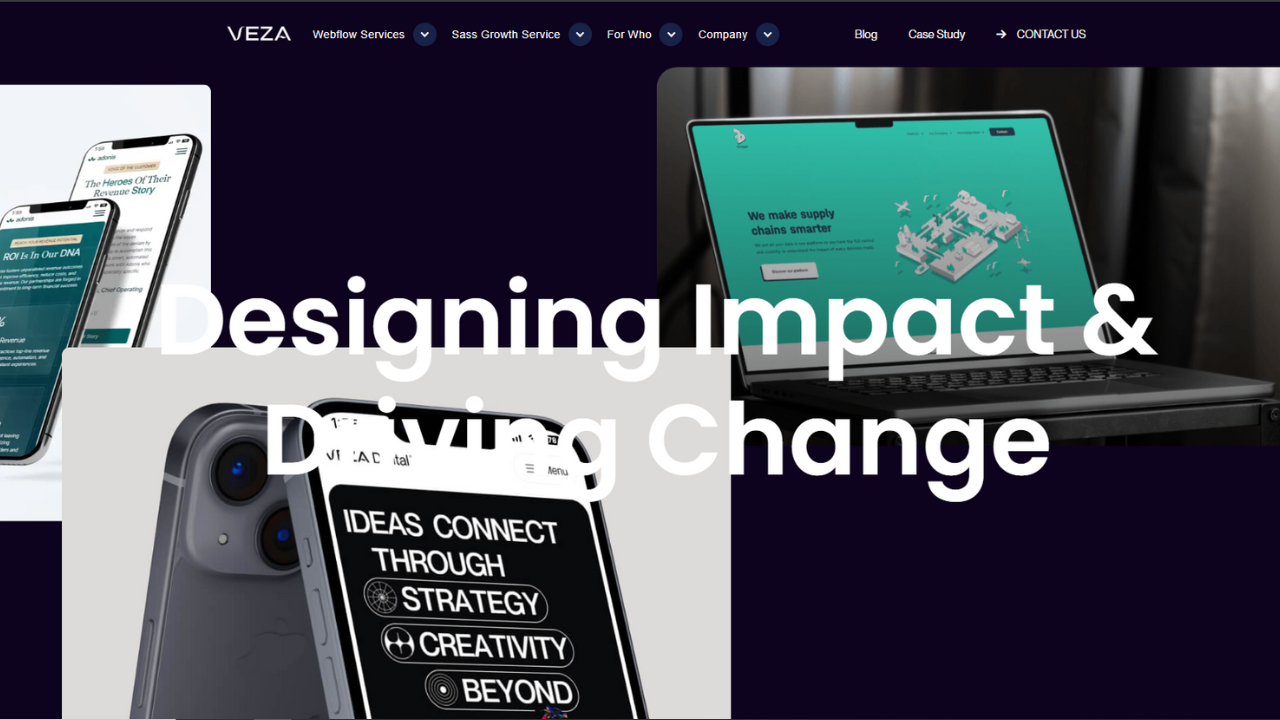 VEZA
Webflow Services
Sass Growth Service
For Who
Company
Blog
Case Study
→ CONTACT US
adonis
The Heroes Of Their
Revenue Story
adonis
ROI Is In Our DNA
Revenue
Chief Operating
We make supply
chains smarter
Designing Impact &
Driving Change
Menu
IDEAS CONNECT
THROUGH
STRATEGY
CREATIVITY
BEYOND